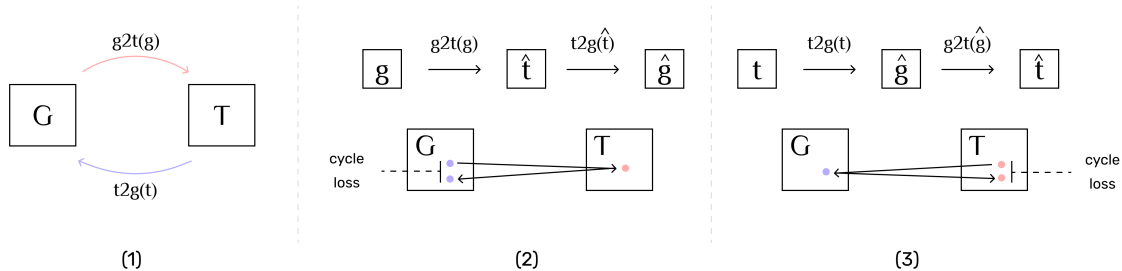 g2t(g)
G
T
t2g(t)
(1)
g2t(g)
t2g(t̂)
g
t̂
ĝ
G
T
cycle
loss
(2)
t2g(t)
g2t(ĝ)
t
ĝ
t̂
G
T
cycle
loss
(3)